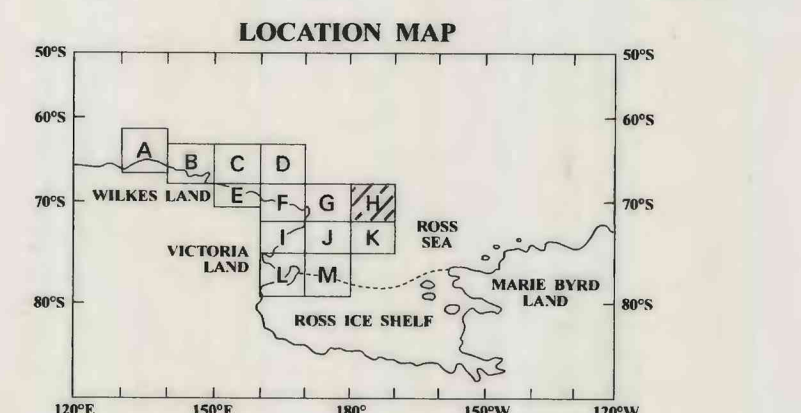 LOCATION MAP
50°S 50°S
60°S 60°S
A
B C D
WILKES LAND E F G H
70°S 70°S
I J K ROSS
SEA
VICTORIA
LAND
L M
MARIE BYRD
LAND
80°S 80°S
ROSS ICE SHELF
120°E 150°E 180° 150°W 120°W